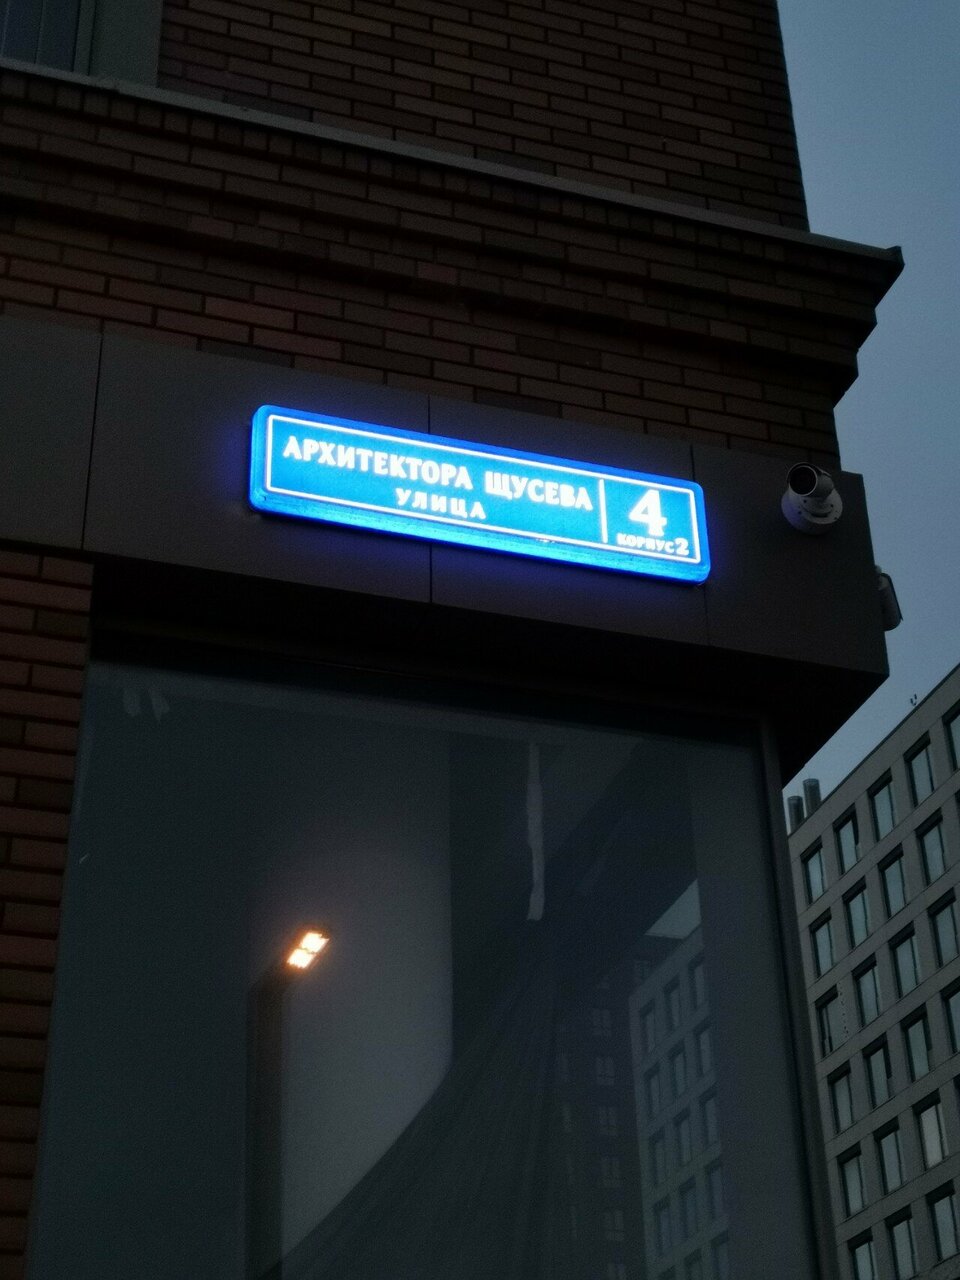 АРХИТЕКТОРА ЩУСЕВА
УЛИЦА
4
КОРПУС 2